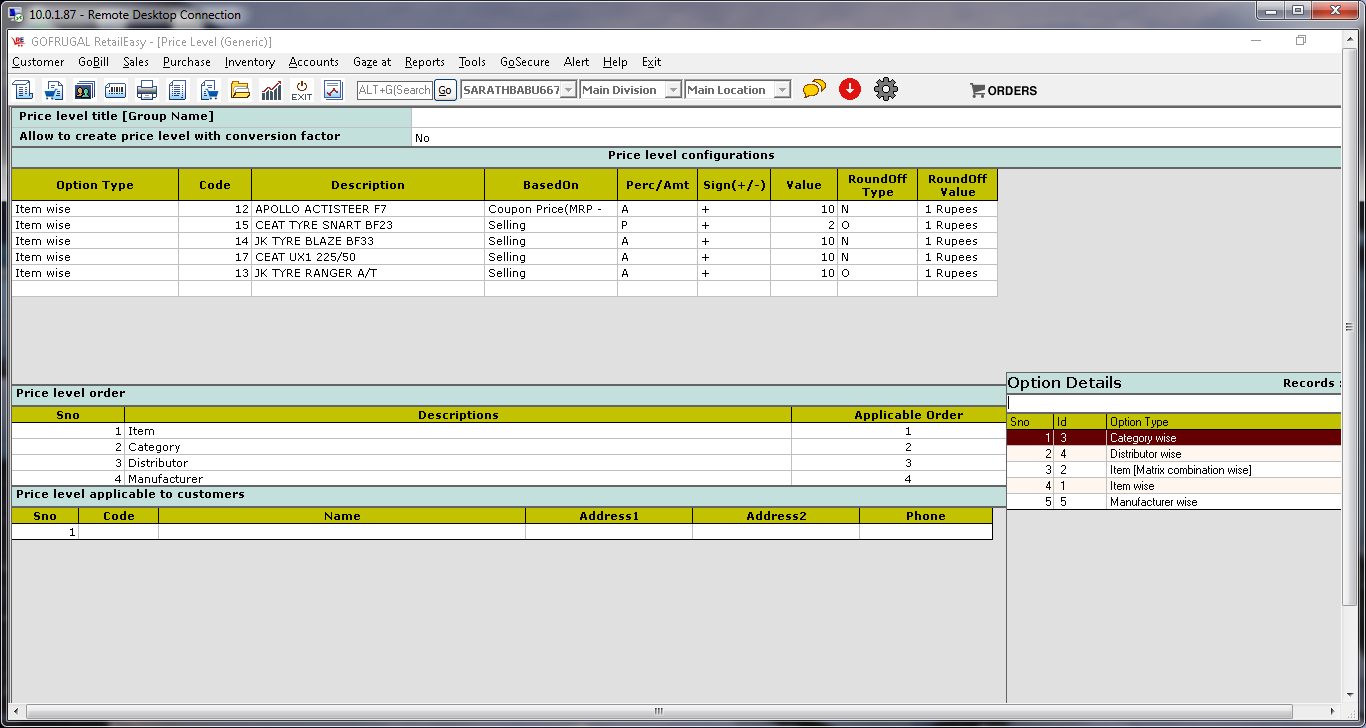 10.0.1.87 - Remote Desktop Connection
GOFRUGAL RetailEasy - [Price Level (Generic)]
Customer GoBill Sales Purchase Inventory Accounts Gaze at Reports Tools GoSecure Alert Help Exit
EXIT ALT+G(Search Go SARATHBABU667 Main Division Main Location ORDERS
Price level title [Group Name]
Allow to create price level with conversion factor No
Price level configurations
Option Type Code Description BasedOn Perc/Amt Sign(+/-) Value RoundOff Type RoundOff Value
Item wise 12 APOLLO ACTISTEER F7 Coupon Price(MRP - A + 10 N 1 Rupees
Item wise 15 CEAT TYRE SNART BF23 Selling P + 2 O 1 Rupees
Item wise 14 JK TYRE BLAZE BF33 Selling A + 10 N 1 Rupees
Item wise 17 CEAT UX1 225/50 Selling A + 10 N 1 Rupees
Item wise 13 JK TYRE RANGER A/T Selling A + 10 O 1 Rupees
Price level order
Sno Descriptions Applicable Order
1 Item 1
2 Category 2
3 Distributor 3
4 Manufacturer 4
Price level applicable to customers
Sno Code Name Address1 Address2 Phone
1
Option Details Records :
Sno Id Option Type
1 3 Category wise
2 4 Distributor wise
3 2 Item [Matrix combination wise]
4 1 Item wise
5 5 Manufacturer wise